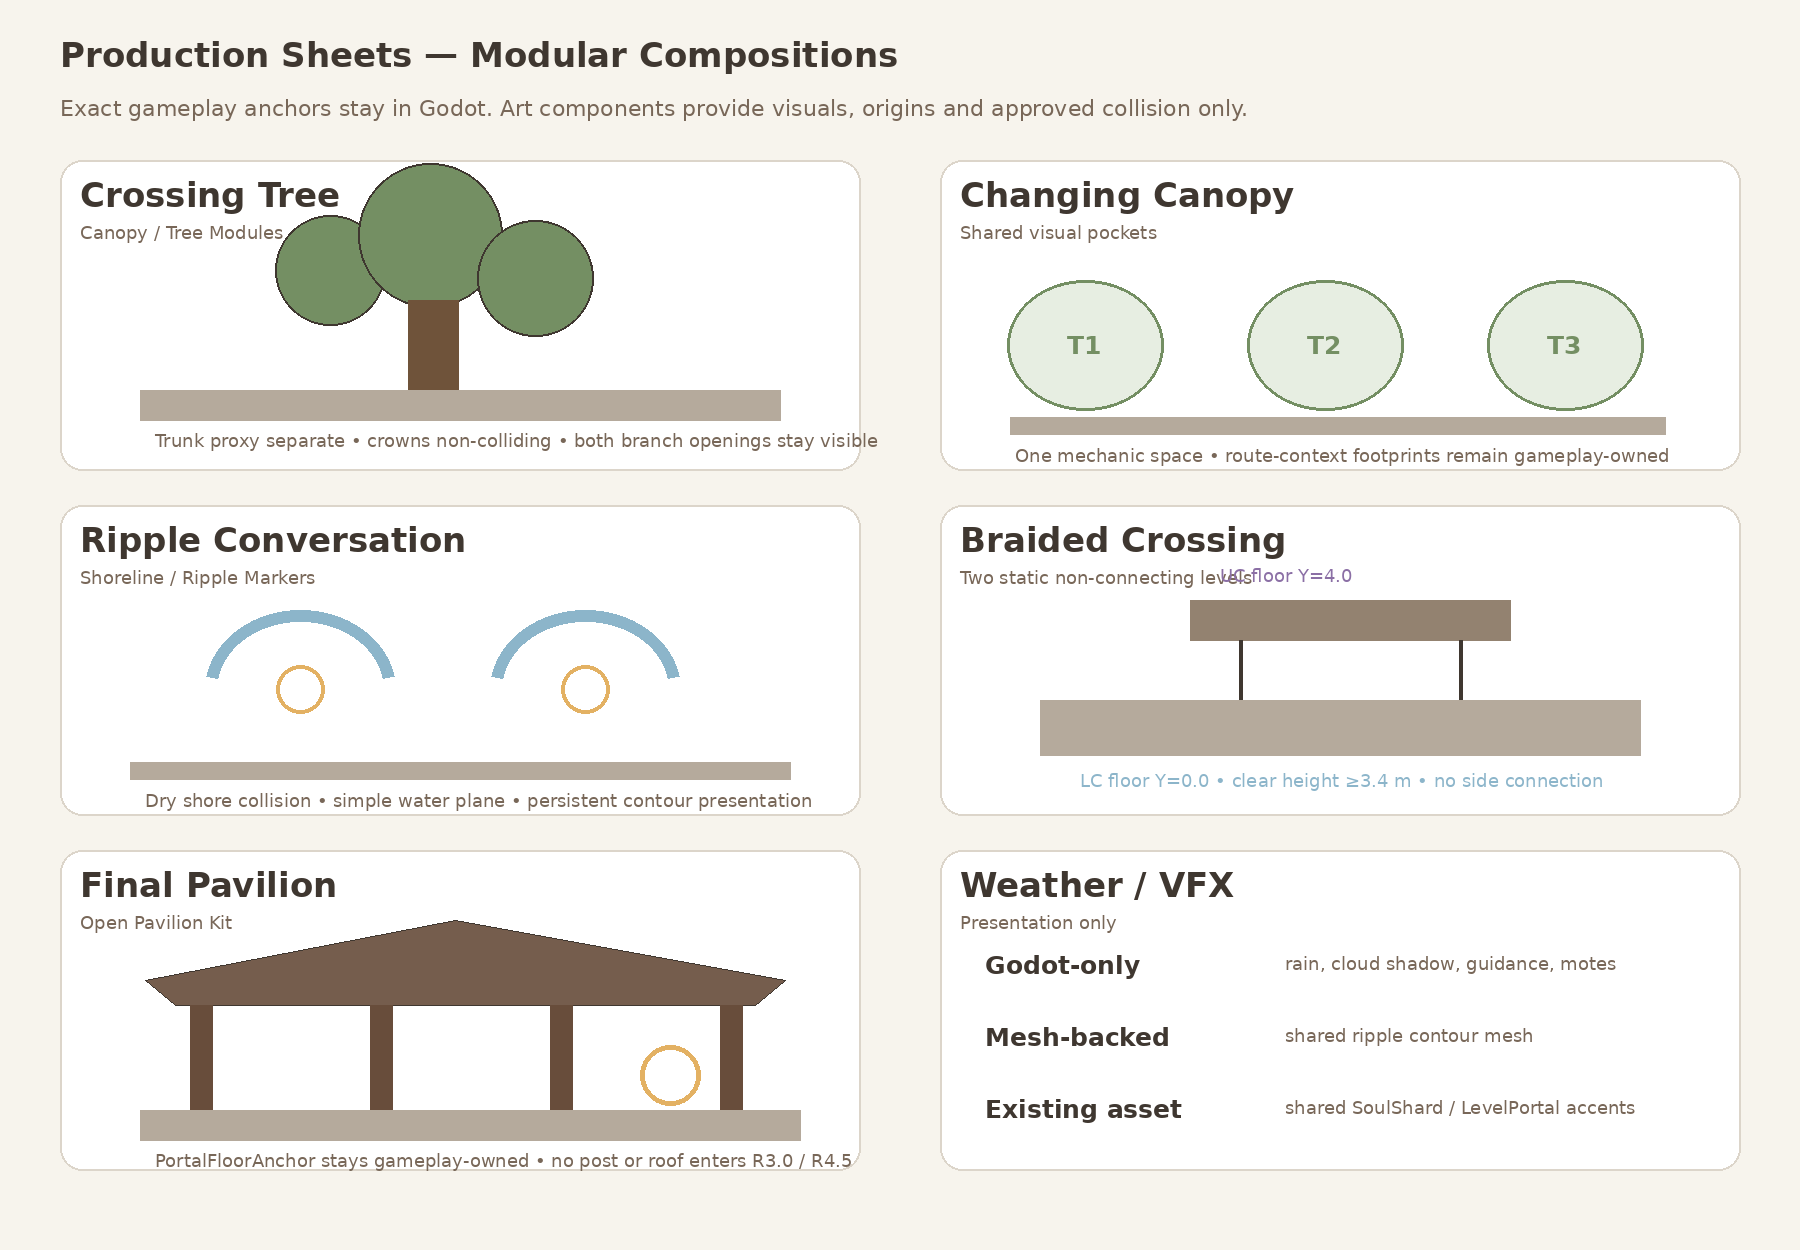 Production Sheets — Modular Compositions
Exact gameplay anchors stay in Godot. Art components provide visuals, origins and approved collision only.
Crossing Tree
Canopy / Tree Modules
Trunk proxy separate • crowns non-colliding • both branch openings stay visible
Changing Canopy
Shared visual pockets
T1
T2
T3
One mechanic space • route-context footprints remain gameplay-owned
Ripple Conversation
Shoreline / Ripple Markers
Dry shore collision • simple water plane • persistent contour presentation
Braided Crossing
Two static non-connecting levels
UC floor Y=4.0
LC floor Y=0.0 • clear height ≥3.4 m • no side connection
Final Pavilion
Open Pavilion Kit
PortalFloorAnchor stays gameplay-owned • no post or roof enters R3.0 / R4.5
Weather / VFX
Presentation only
Godot-only
rain, cloud shadow, guidance, motes
Mesh-backed
shared ripple contour mesh
Existing asset
shared SoulShard / LevelPortal accents